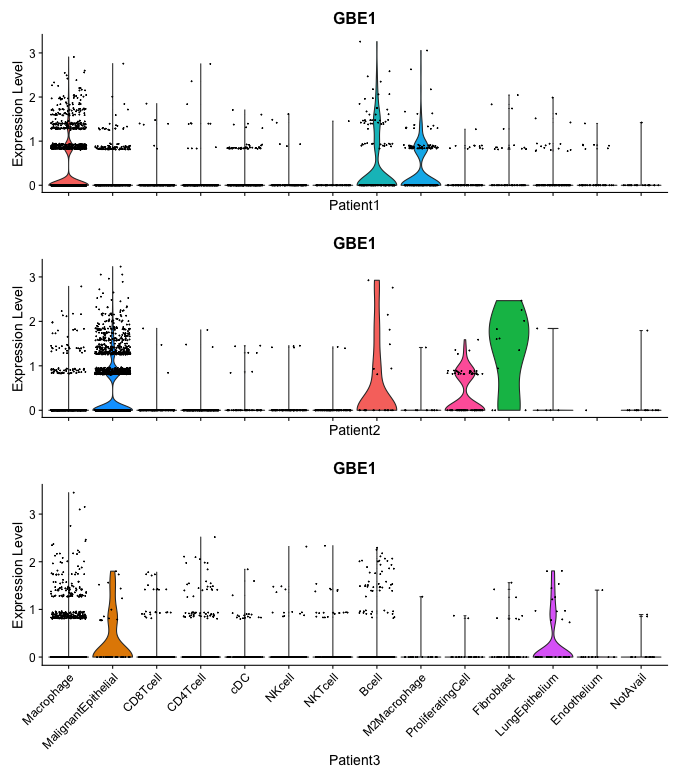 GBE1
Expression Level
3
2
1
0
Patient1
GBE1
Expression Level
3
2
1
0
Patient2
GBE1
Expression Level
3
2
1
0
Macrophage
MalignantEpithelial
CD8Tcell
CD4Tcell
cDC
NKcell
NKTcell
Bcell
M2Macrophage
ProliferatingCell
Fibroblast
LungEpithelium
Endothelium
NotAvail
Patient3